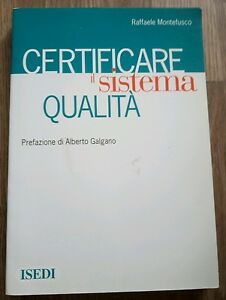 Raffaele Montefusco
CERTIFICARE
il sistema
QUALITÀ
Prefazione di Alberto Galgano
ISEDI